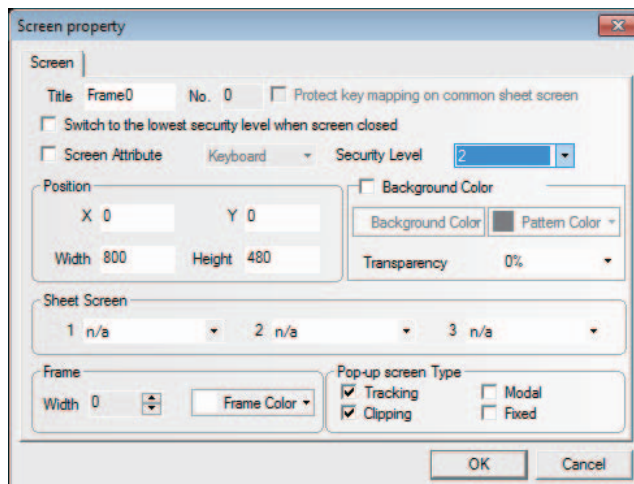 Screen property
Screen
Title Frame0 No. 0 Protect key mapping on common sheet screen
Switch to the lowest security level when screen closed
Screen Attribute Keyboard Security Level 2
Position
X 0 Y 0
Width 800 Height 480
Background Color
Background Color Pattern Color
Transparency 0%
Sheet Screen
1 n/a 2 n/a 3 n/a
Frame
Width 0 Frame Color
Pop-up screen Type
Tracking Modal
Clipping Fixed
OK Cancel